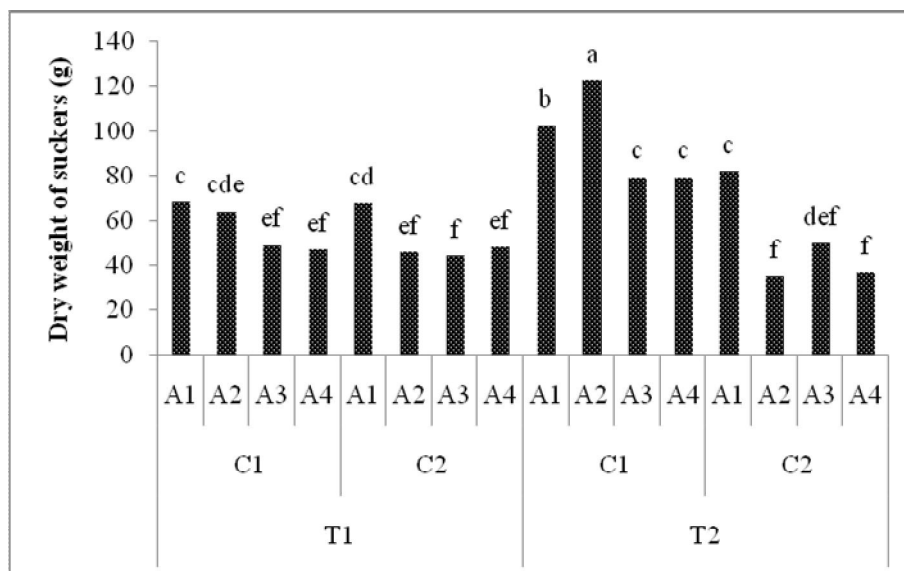 Dry weight of suckers (g)
140
120
100
80
60
40
20
0
c cde ef ef cd ef f ef b a c c c f def f
A1 A2 A3 A4 A1 A2 A3 A4 A1 A2 A3 A4 A1 A2 A3 A4
C1 C2 C1 C2
T1 T2